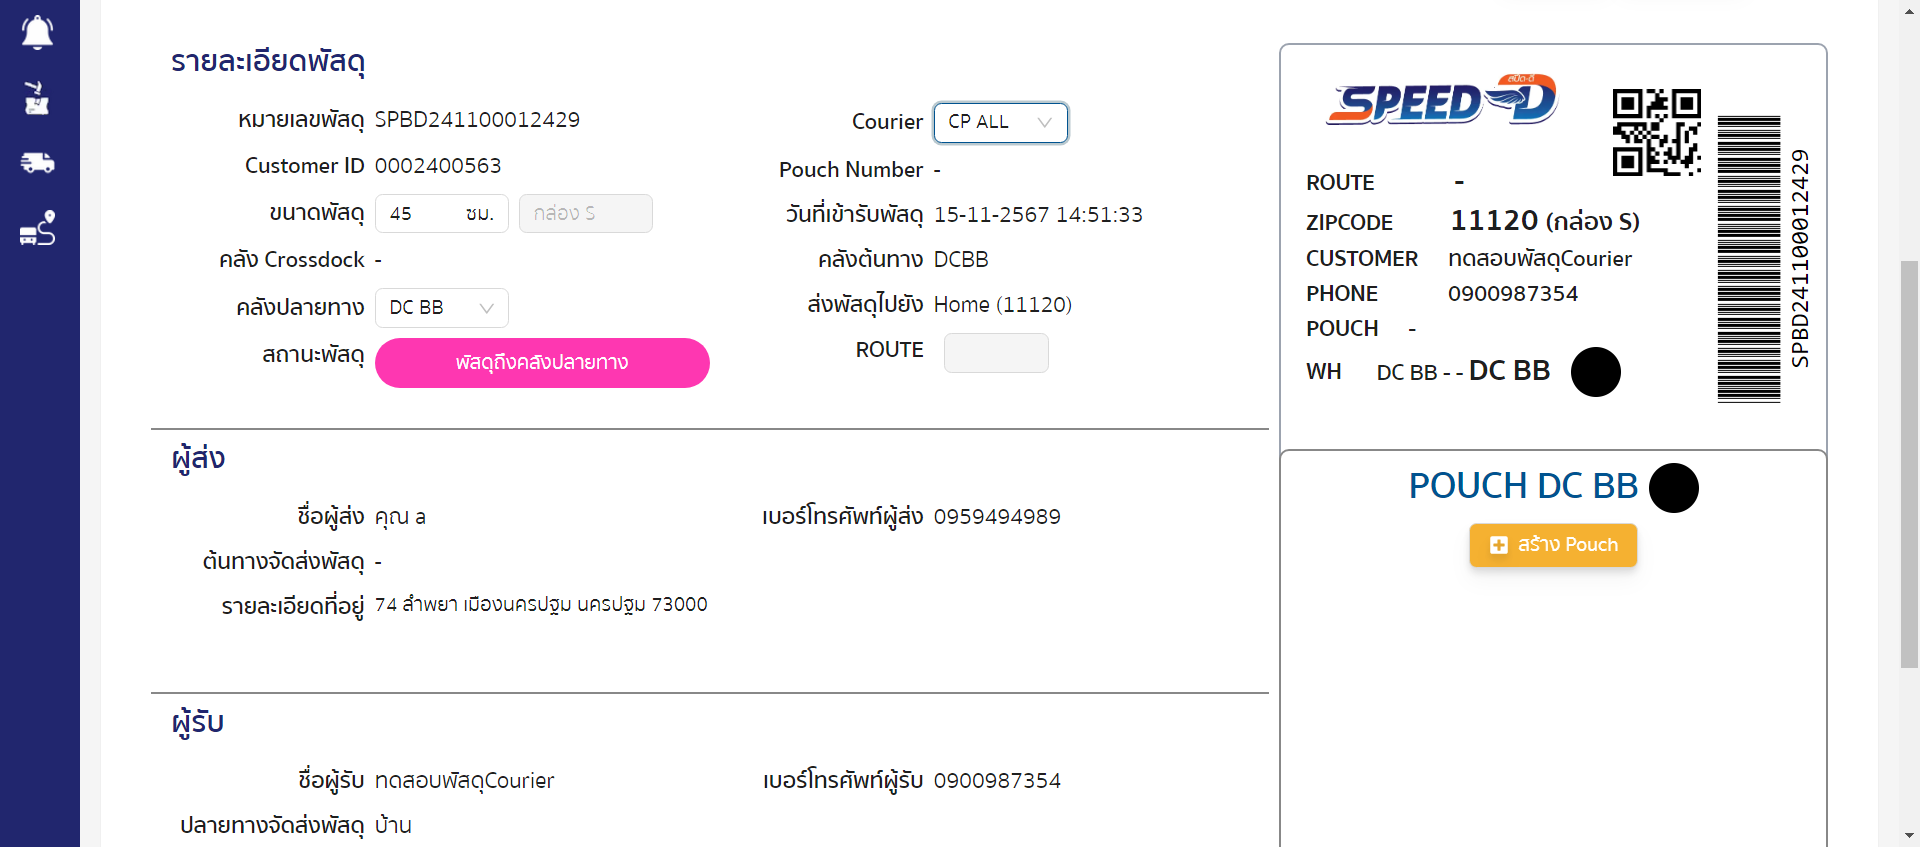 รายละเอียดพัสดุ
หมายเลขพัสดุ SPBD241100012429
Courier CP ALL
Customer ID 0002400563
Pouch Number -
ขนาดพัสดุ 45 ซม. กล่อง S
วันที่เข้ารับพัสดุ 15-11-2567 14:51:33
คลัง Crossdock -
คลังต้นทาง DCBB
คลังปลายทาง DC BB
ส่งพัสดุไปยัง Home (11120)
สถานะพัสดุ พัสดุถึงคลังปลายทาง
ROUTE
ผู้ส่ง
ชื่อผู้ส่ง คุณ a
เบอร์โทรศัพท์ผู้ส่ง 0959494989
ต้นทางจัดส่งพัสดุ -
รายละเอียดที่อยู่ 74 ลำพยา เมืองนครปฐม นครปฐม 73000
ผู้รับ
ชื่อผู้รับ ทดสอบพัสดุCourier
เบอร์โทรศัพท์ผู้รับ 0900987354
ปลายทางจัดส่งพัสดุ บ้าน
SPEED-D
สปีด-ดี
ROUTE -
ZIPCODE 11120 (กล่อง S)
CUSTOMER ทดสอบพัสดุCourier
PHONE 0900987354
POUCH -
WH DC BB - - DC BB
SPBD241100012429
POUCH DC BB
สร้าง Pouch